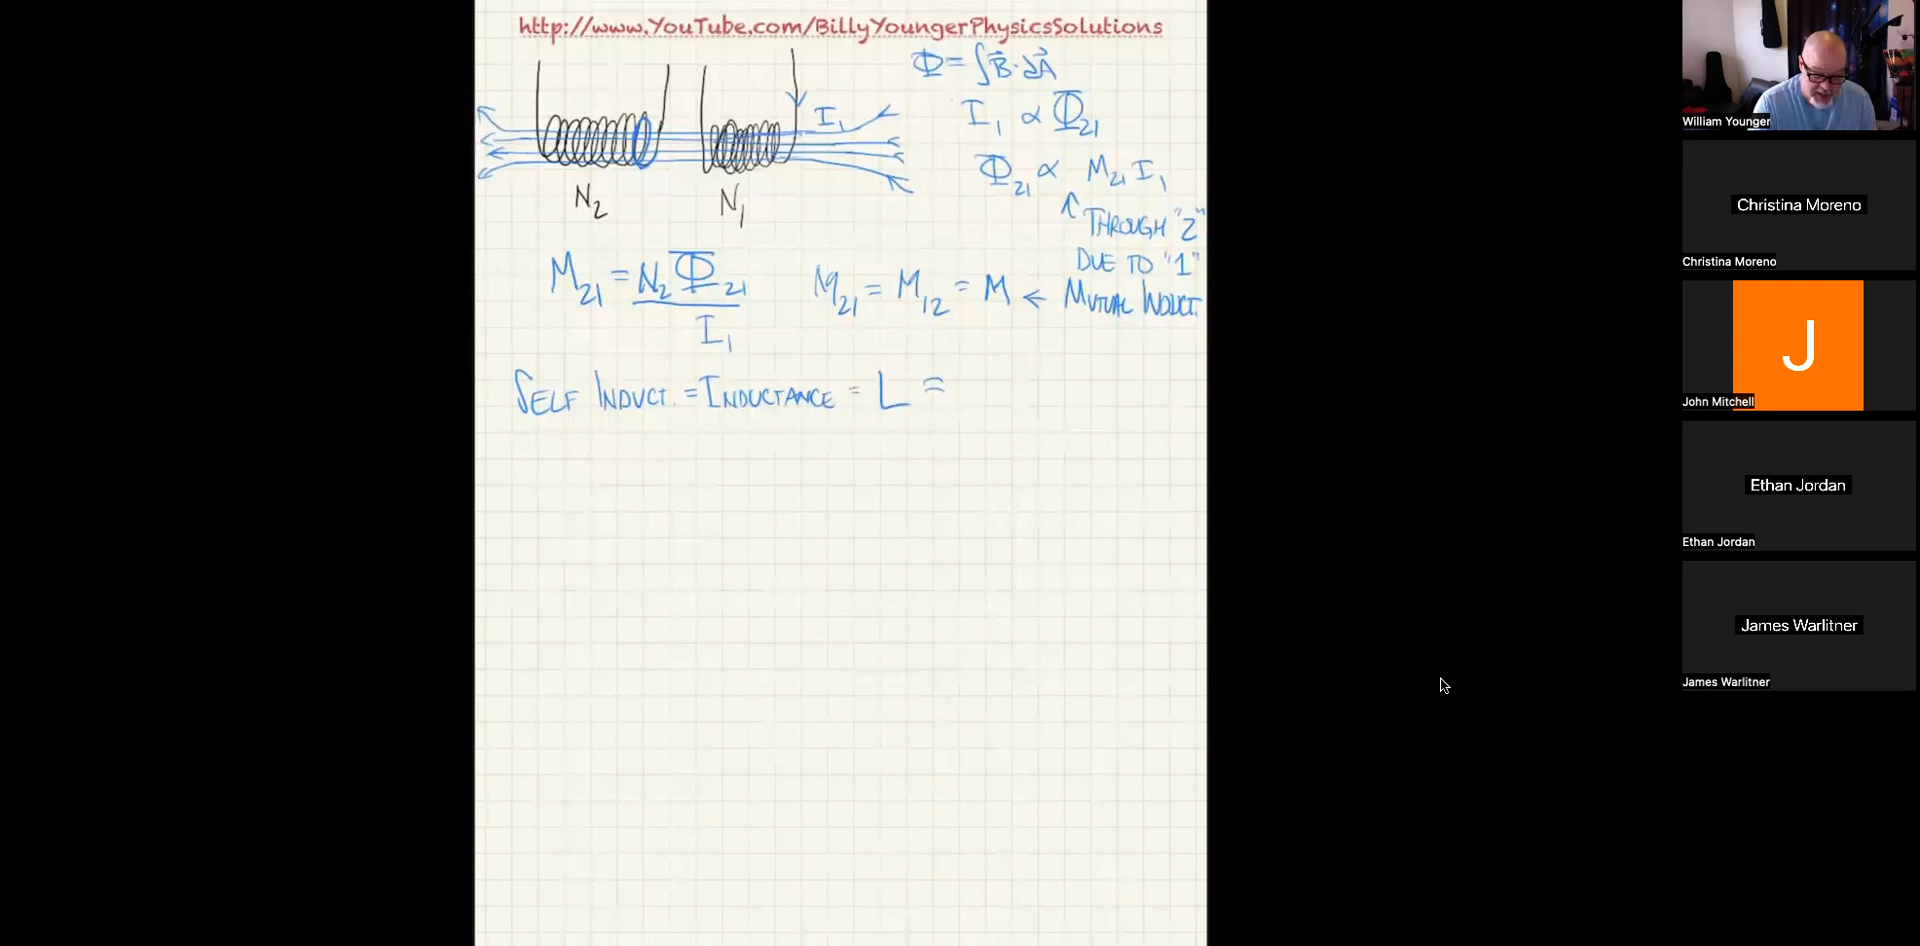 http://www.YouTube.com/BillyYoungerPhysicsSolutions
Φ = ∫B⃗·dA⃗
I₁
I₁ ∝ Φ₂₁
Φ₂₁ ∝ M₂₁ I₁
↑ THROUGH "2"
DUE TO "1"
N₂
N₁
M₂₁ = N₂Φ₂₁ / I₁
M₂₁ = M₁₂ = M ← MUTUAL INDUCT.
SELF INDUCT. = INDUCTANCE = L =
William Younger
Christina Moreno
Christina Moreno
J
John Mitchell
Ethan Jordan
Ethan Jordan
James Warlitner
James Warlitner